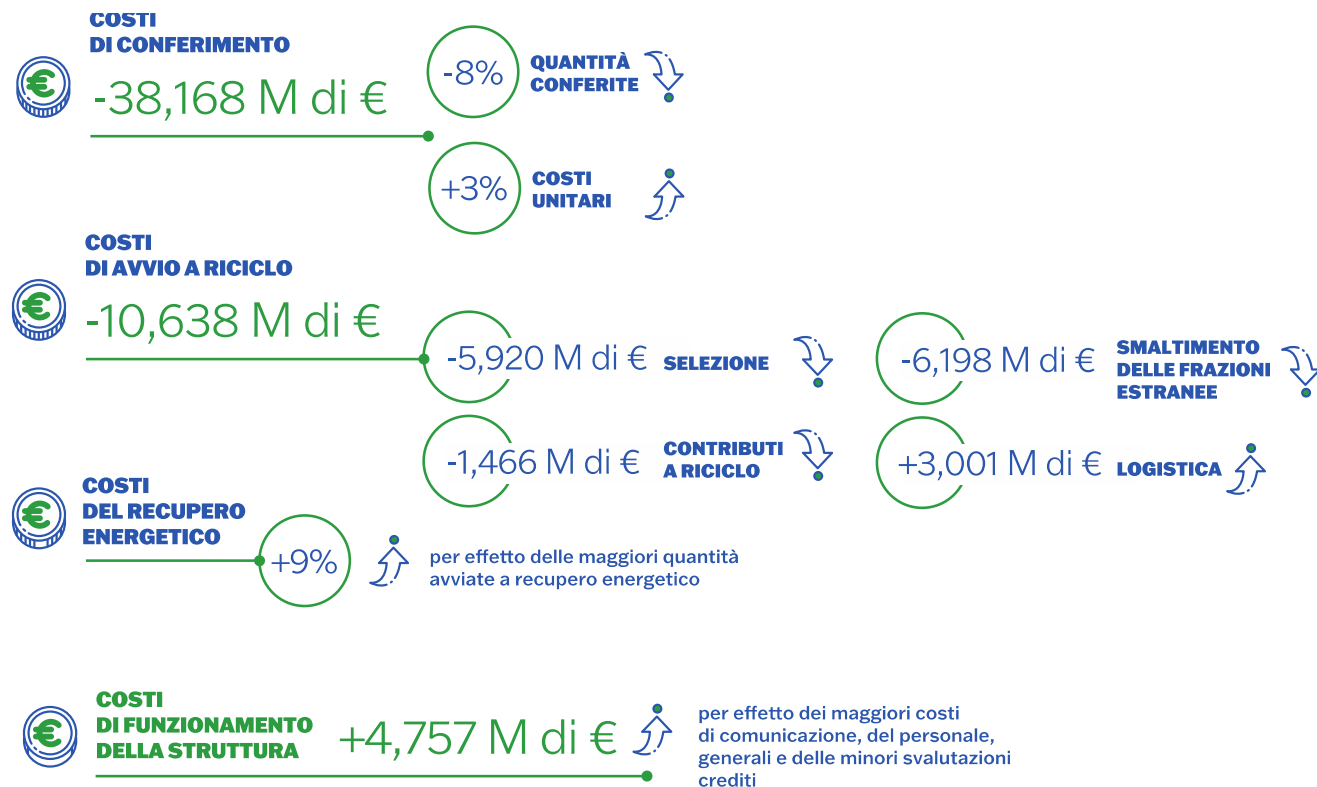 COSTI
DI CONFERIMENTO
€
-38,168 M di €
-8%
QUANTITÀ
CONFERITE
+3%
COSTI
UNITARI
COSTI
DI AVVIO A RICICLO
€
-10,638 M di €
-5,920 M di €
SELEZIONE
-6,198 M di €
SMALTIMENTO
DELLE FRAZIONI
ESTRANEE
-1,466 M di €
CONTRIBUTI
A RICICLO
+3,001 M di €
LOGISTICA
€
COSTI
DEL RECUPERO
ENERGETICO
+9%
per effetto delle maggiori quantità
avviate a recupero energetico
€
COSTI
DI FUNZIONAMENTO
DELLA STRUTTURA
+4,757 M di €
per effetto dei maggiori costi
di comunicazione, del personale,
generali e delle minori svalutazioni
crediti